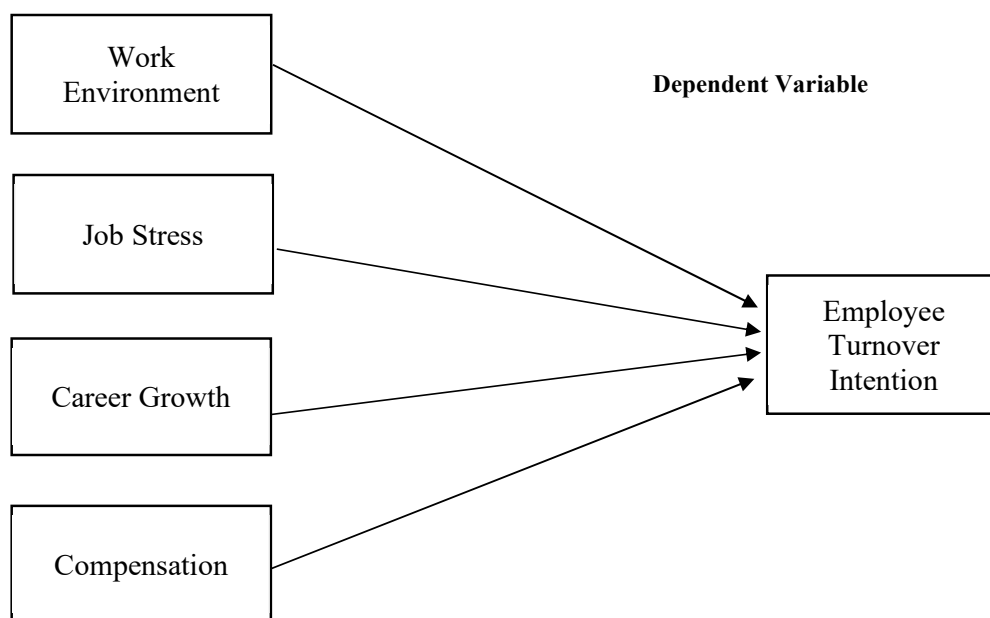 Work
Environment
Dependent Variable
Job Stress
Employee
Turnover
Intention
Career Growth
Compensation